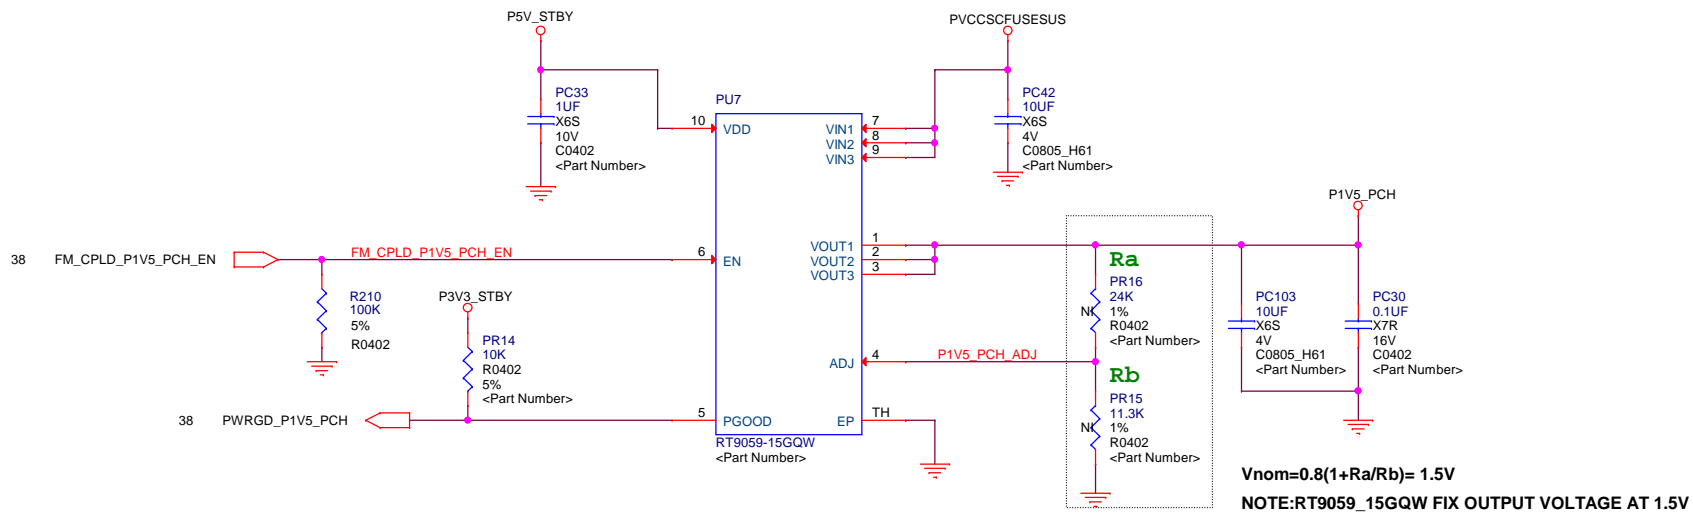 P5V_STBY
PVCCSCFUSESUS
PC33
1UF
X6S
10V
C0402
<Part Number>
PU7
PC42
10UF
X6S
4V
C0805_H61
<Part Number>
10
VDD
VIN1
7
VIN2
8
VIN3
9
P1V5_PCH
38 FM_CPLD_P1V5_PCH_EN
FM_CPLD_P1V5_PCH_EN
6
EN
VOUT1
1
VOUT2
2
VOUT3
3
Ra
PR16
24K
1%
R0402
<Part Number>
NI
R210
100K
5%
R0402
P3V3_STBY
PR14
10K
R0402
5%
<Part Number>
PC103
10UF
X6S
4V
C0805_H61
<Part Number>
PC30
0.1UF
X7R
16V
C0402
<Part Number>
ADJ
4
P1V5_PCH_ADJ
Rb
PR15
11.3K
1%
R0402
<Part Number>
NI
38 PWRGD_P1V5_PCH
5
PGOOD
EP
TH
RT9059-15GQW
<Part Number>
Vnom=0.8(1+Ra/Rb)= 1.5V
NOTE:RT9059_15GQW FIX OUTPUT VOLTAGE AT 1.5V